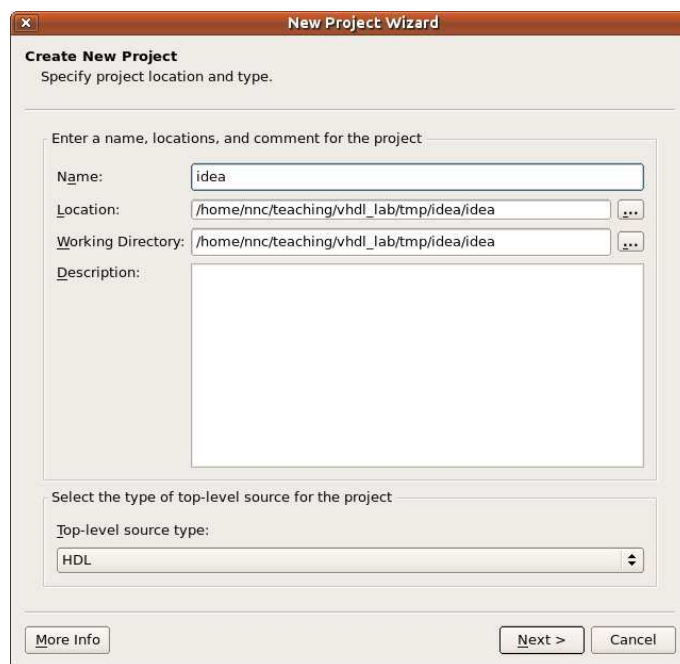 New Project Wizard
Create New Project
Specify project location and type.
Enter a name, locations, and comment for the project
Name: idea
Location: /home/nnc/teaching/vhdl_lab/tmp/idea/idea ...
Working Directory: /home/nnc/teaching/vhdl_lab/tmp/idea/idea ...
Description:
Select the type of top-level source for the project
Top-level source type:
HDL
More Info Next > Cancel